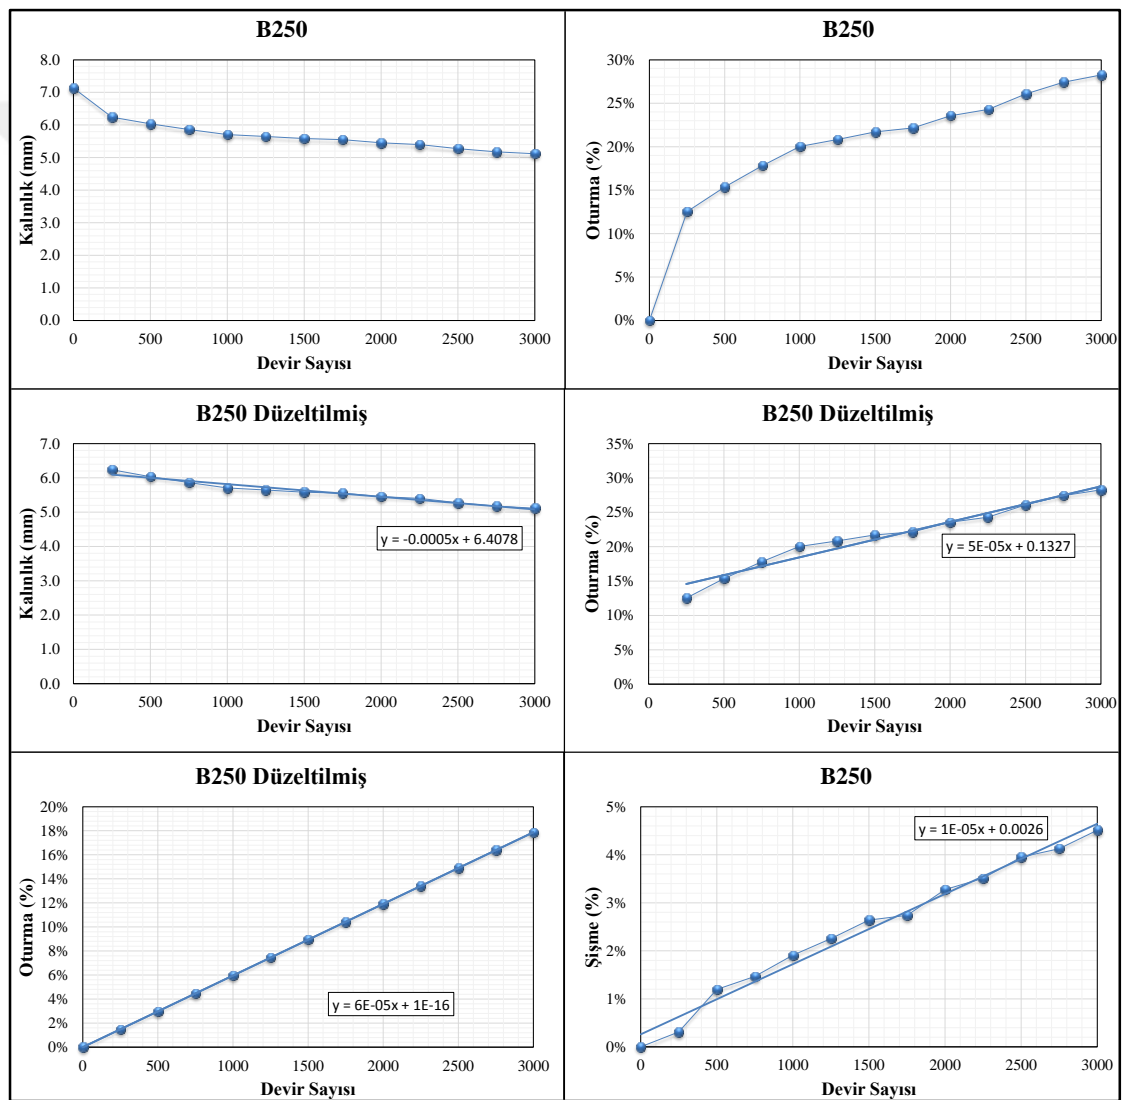 B250
8.0
7.0
6.0
5.0
4.0
3.0
2.0
1.0
0.0
Kalınlık (mm)
0 500 1000 1500 2000 2500 3000
Devir Sayısı
B250
30%
25%
20%
15%
10%
5%
0%
Oturma (%)
0 500 1000 1500 2000 2500 3000
Devir Sayısı
B250 Düzeltilmiş
7.0
6.0
5.0
4.0
3.0
2.0
1.0
0.0
Kalınlık (mm)
y = -0.0005x + 6.4078
0 500 1000 1500 2000 2500 3000
Devir Sayısı
B250 Düzeltilmiş
35%
30%
25%
20%
15%
10%
5%
0%
Oturma (%)
y = 5E-05x + 0.1327
0 500 1000 1500 2000 2500 3000
Devir Sayısı
B250 Düzeltilmiş
20%
18%
16%
14%
12%
10%
8%
6%
4%
2%
0%
Oturma (%)
y = 6E-05x + 1E-16
0 500 1000 1500 2000 2500 3000
Devir Sayısı
B250
5%
4%
3%
2%
1%
0%
Şişme (%)
y = 1E-05x + 0.0026
0 500 1000 1500 2000 2500 3000
Devir Sayısı